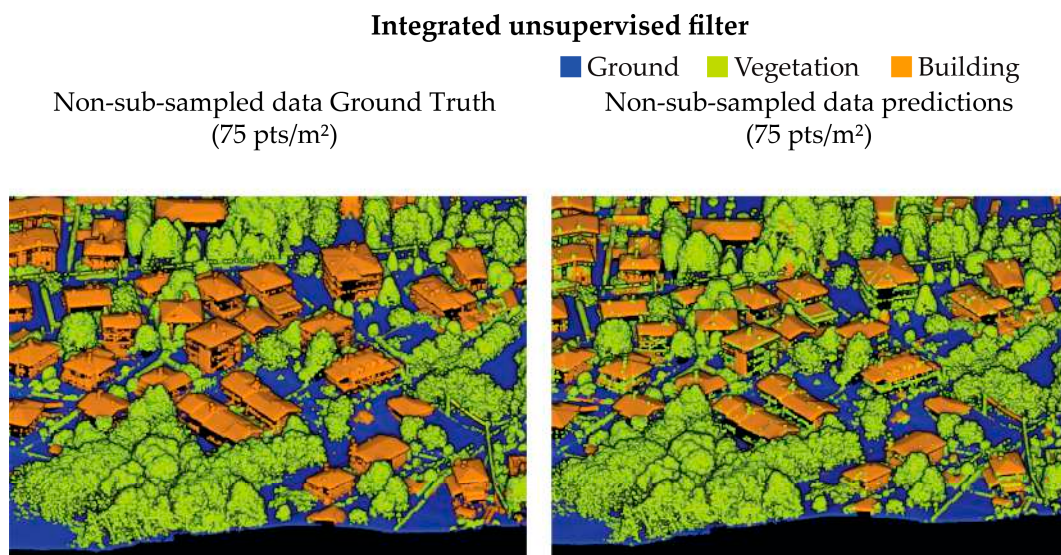 Integrated unsupervised filter
Ground Vegetation Building
Non-sub-sampled data Ground Truth
(75 pts/m²)
Non-sub-sampled data predictions
(75 pts/m²)